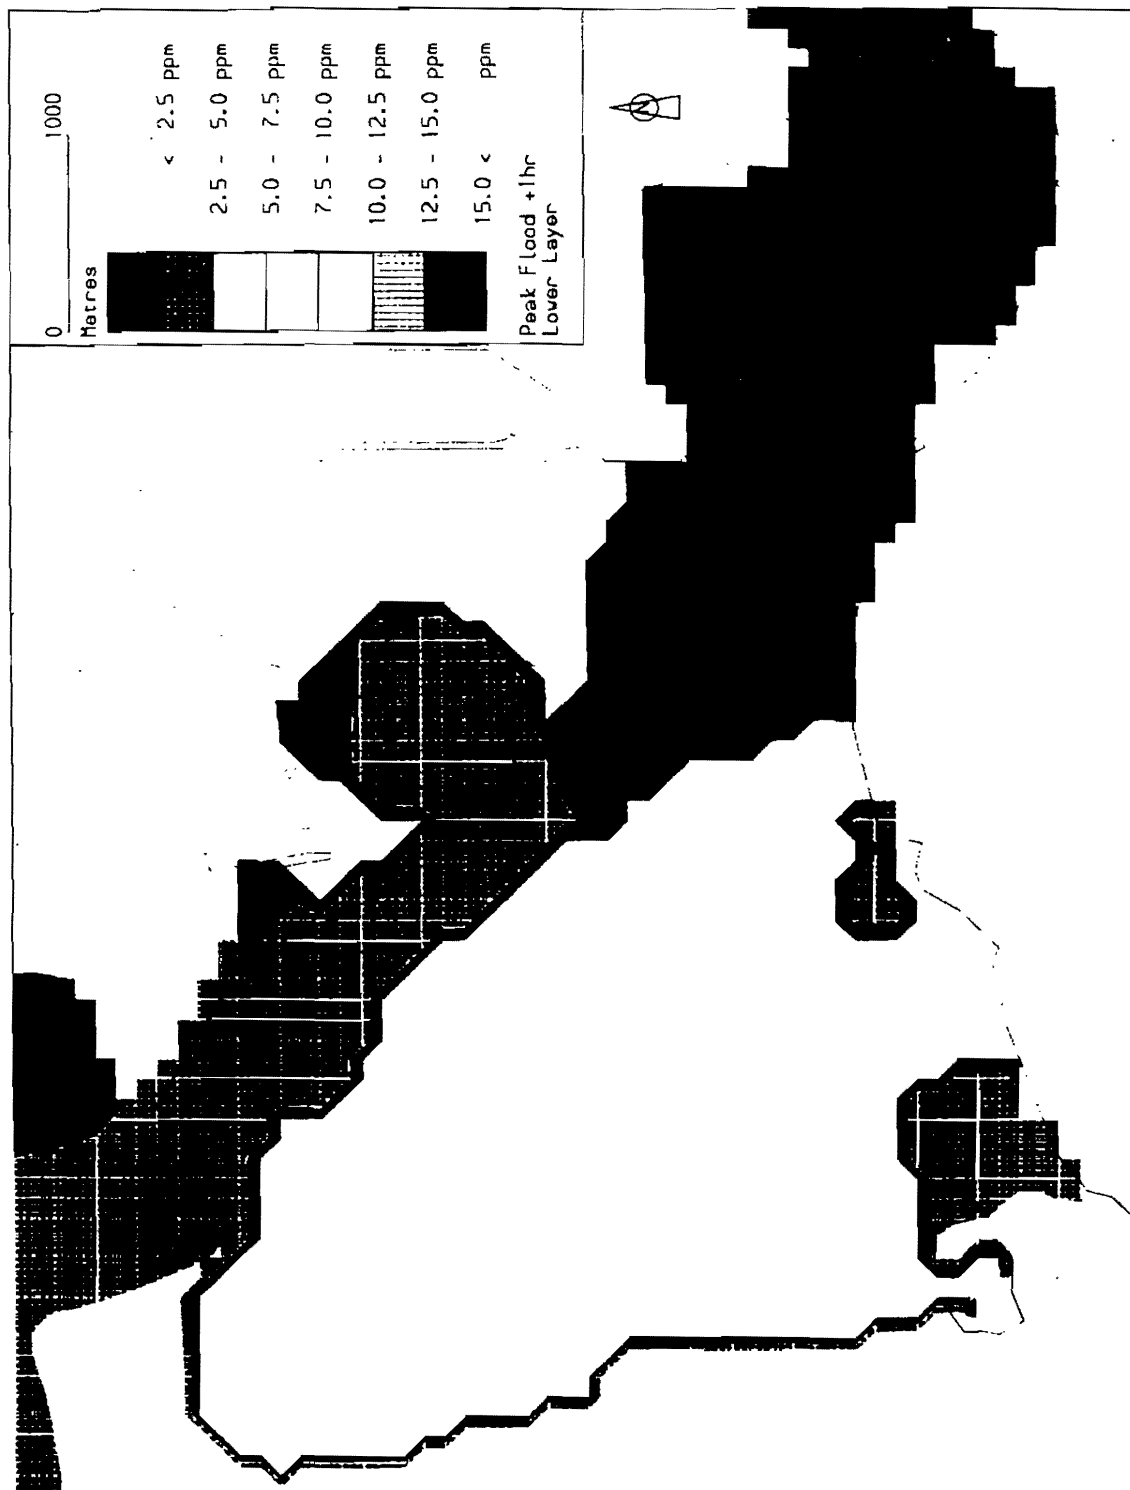 0 1000
Metres
< 2.5 ppm
2.5 - 5.0 ppm
5.0 - 7.5 ppm
7.5 - 10.0 ppm
10.0 - 12.5 ppm
12.5 - 15.0 ppm
15.0 < ppm
Peak Flood +1hr
Lower Layer
N